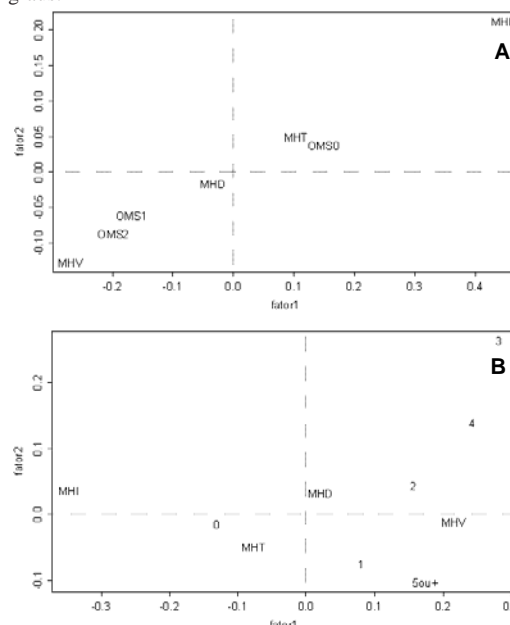 0.20
MHI
A
0.15
0.10
fator2
0.05
MHT
OMS0
0.00
MHD
-0.05
OMS1
-0.10
OMS2
MHV
-0.2 -0.1 0.0 0.1 0.2 0.3 0.4
fator1
3
B
0.2
4
fator2
0.1
2
MHI
MHD
0.0
0
MHV
MHT
1
-0.1
5ou+
-0.3 -0.2 -0.1 0.0 0.1 0.2
fator1